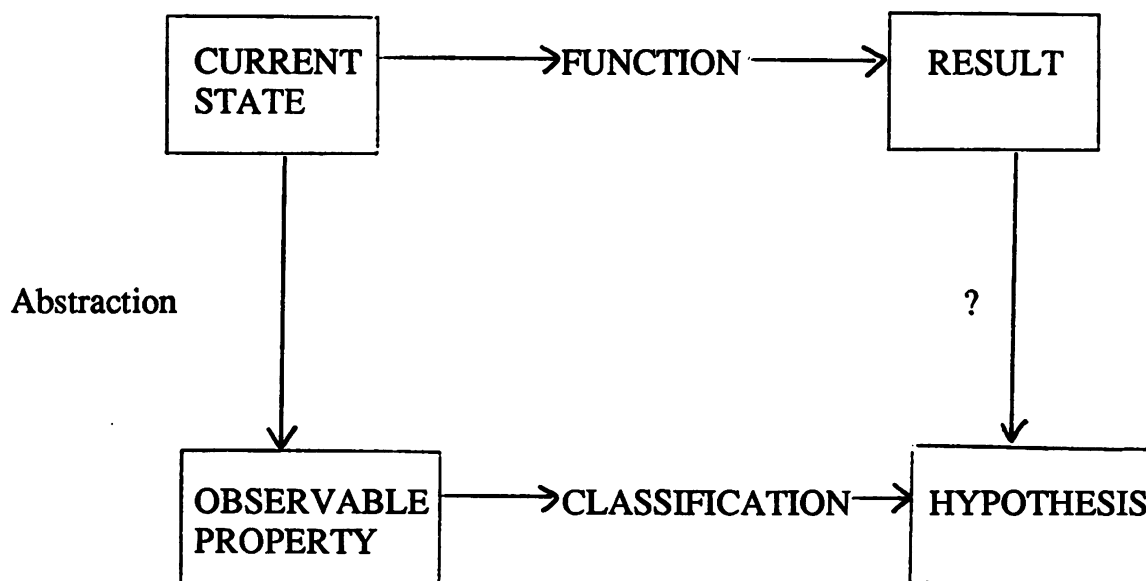 CURRENT
STATE
FUNCTION
RESULT
Abstraction
?
OBSERVABLE
PROPERTY
CLASSIFICATION
HYPOTHESIS